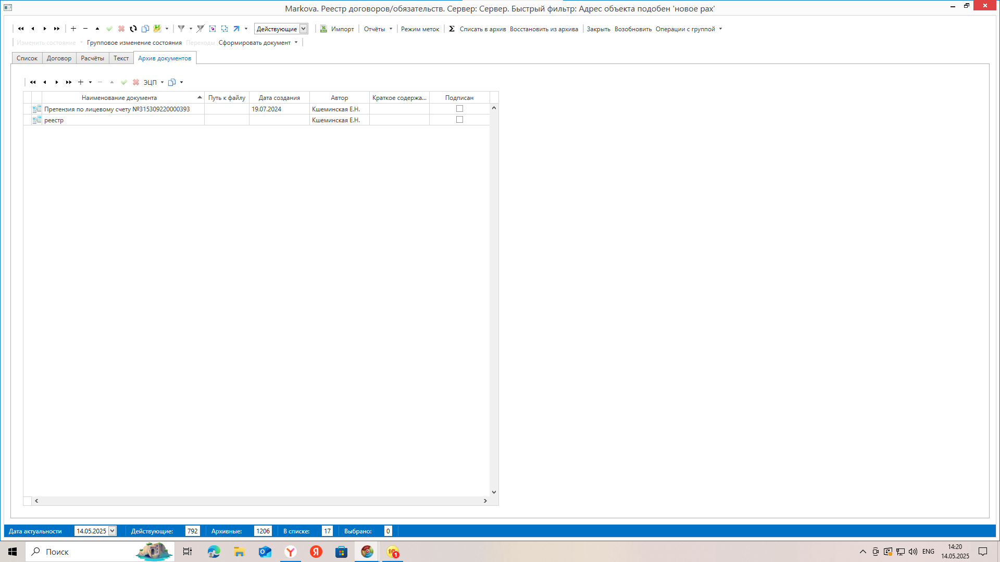 Markova. Реестр договоров/обязательств. Сервер: Сервер. Быстрый фильтр: Адрес объекта подобен 'новое рах'
Действующие Импорт Отчёты Режим меток Σ Списать в архив Восстановить из архива Закрыть Возобновить Операции с группой
Изменить состояние Групповое изменение состояния Переходы Сформировать документ
Список Договор Расчёты Текст Архив документов
ЭЦП
Наименование документа Путь к файлу Дата создания Автор Краткое содержа... Подписан
Претензия по лицевому счету №315309220000393 19.07.2024 Кшеминская Е.Н.
реестр Кшеминская Е.Н.
Дата актуальности 14.05.2025 Действующие: 792 Архивные: 1206 В списке: 17 Выбрано: 0
Поиск ENG 14:20
14.05.2025